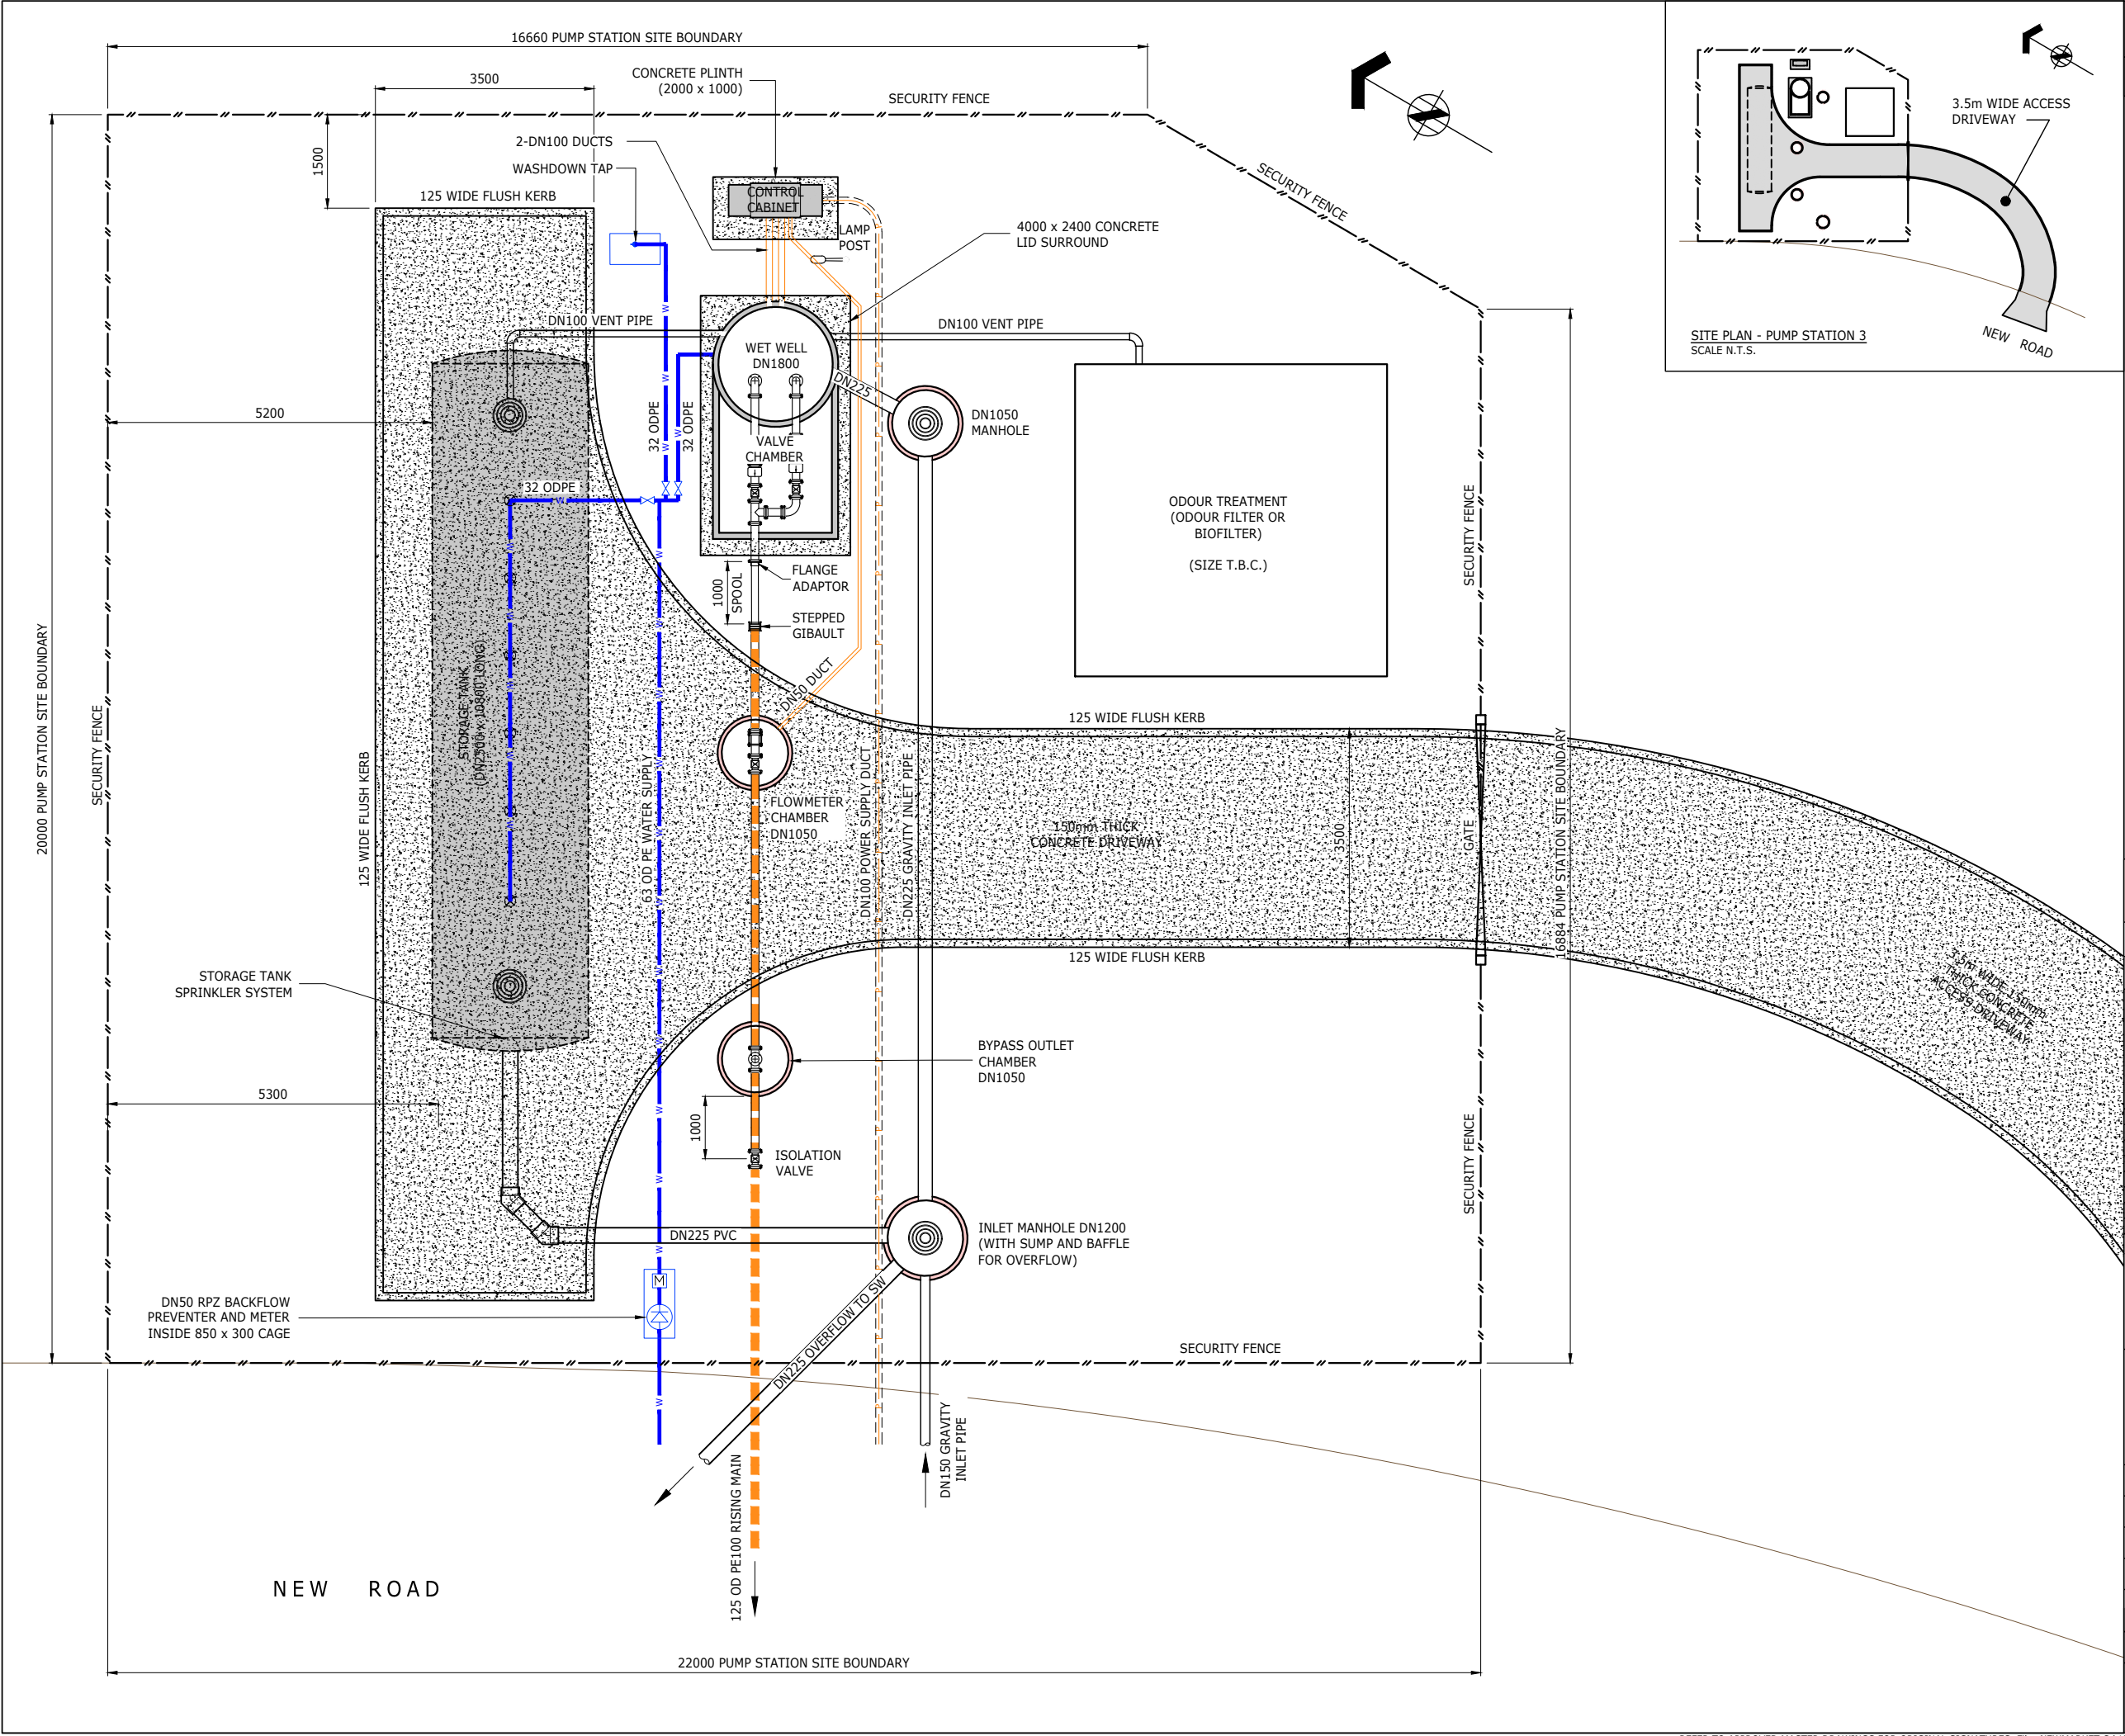 16660 PUMP STATION SITE BOUNDARY
3500
CONCRETE PLINTH
(2000 x 1000)
SECURITY FENCE
2-DN100 DUCTS
WASHDOWN TAP
1500
125 WIDE FLUSH KERB
CONTROL
CABINET
LAMP
POST
4000 x 2400 CONCRETE
LID SURROUND
SECURITY FENCE
3.5m WIDE ACCESS
DRIVEWAY
SITE PLAN - PUMP STATION 3
SCALE N.T.S.
NEW ROAD
DN100 VENT PIPE
DN100 VENT PIPE
WET WELL
DN1800
DN225
DN1050
MANHOLE
5200
32 ODPE
32 ODPE
VALVE
CHAMBER
32 ODPE
ODOUR TREATMENT
(ODOUR FILTER OR
BIOFILTER)
(SIZE T.B.C.)
SECURITY FENCE
FLANGE
ADAPTOR
1000
SPOOL
STEPPED
GIBAULT
20000 PUMP STATION SITE BOUNDARY
SECURITY FENCE
125 WIDE FLUSH KERB
STORAGE TANK
(DN2500 x 10880 LONG)
DN50 DUCT
125 WIDE FLUSH KERB
63 OD PE WATER SUPPLY
FLOWMETER
CHAMBER
DN1050
DN100 POWER SUPPLY DUCT
DN225 GRAVITY INLET PIPE
150mm THICK
CONCRETE DRIVEWAY
3500
GATE
16884 PUMP STATION SITE BOUNDARY
125 WIDE FLUSH KERB
3.5m WIDE 150mm
THICK CONCRETE
ACCESS DRIVEWAY
STORAGE TANK
SPRINKLER SYSTEM
BYPASS OUTLET
CHAMBER
DN1050
5300
1000
ISOLATION
VALVE
SECURITY FENCE
DN225 PVC
INLET MANHOLE DN1200
(WITH SUMP AND BAFFLE
FOR OVERFLOW)
M
DN50 RPZ BACKFLOW
PREVENTER AND METER
INSIDE 850 x 300 CAGE
DN225 OVERFLOW TO SW
SECURITY FENCE
DN150 GRAVITY
INLET PIPE
125 OD PE100 RISING MAIN
NEW ROAD
22000 PUMP STATION SITE BOUNDARY